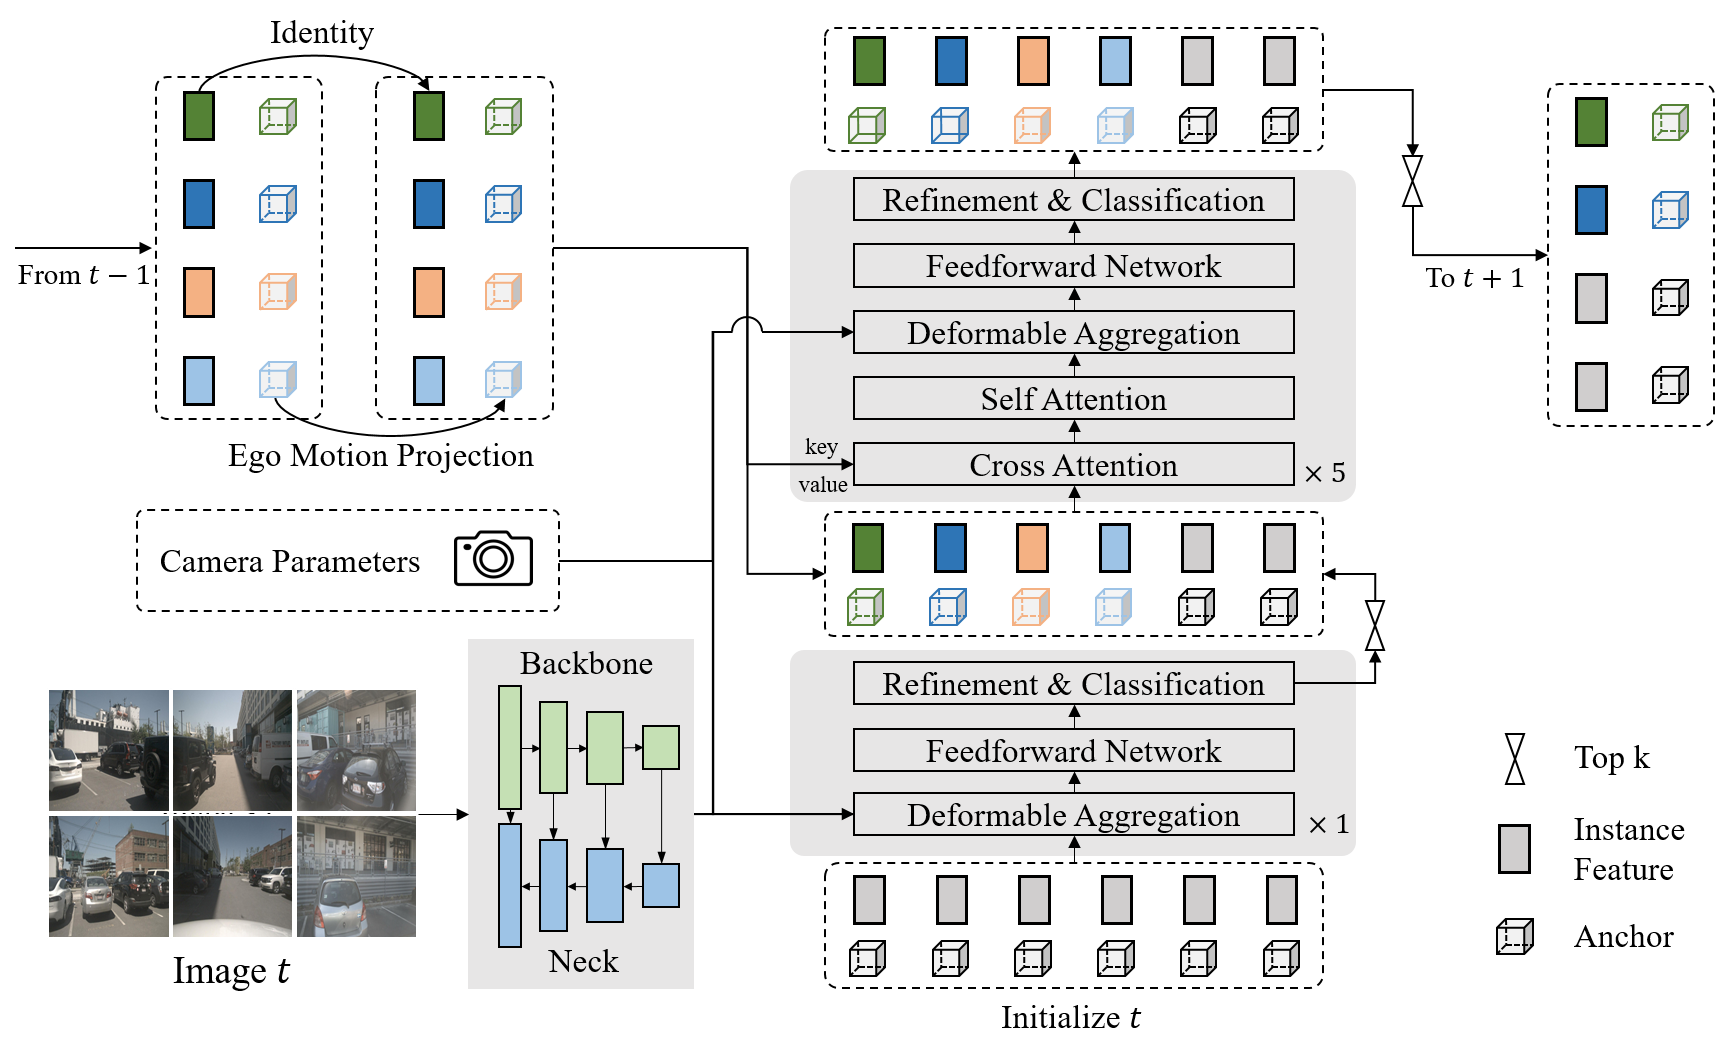 Identity
From t − 1
Ego Motion Projection
Camera Parameters
Backbone
Neck
Image t
Refinement & Classification
Feedforward Network
Deformable Aggregation
Self Attention
key
value
Cross Attention
× 5
Refinement & Classification
Feedforward Network
Deformable Aggregation
× 1
Initialize t
To t + 1
Top k
Instance
Feature
Anchor